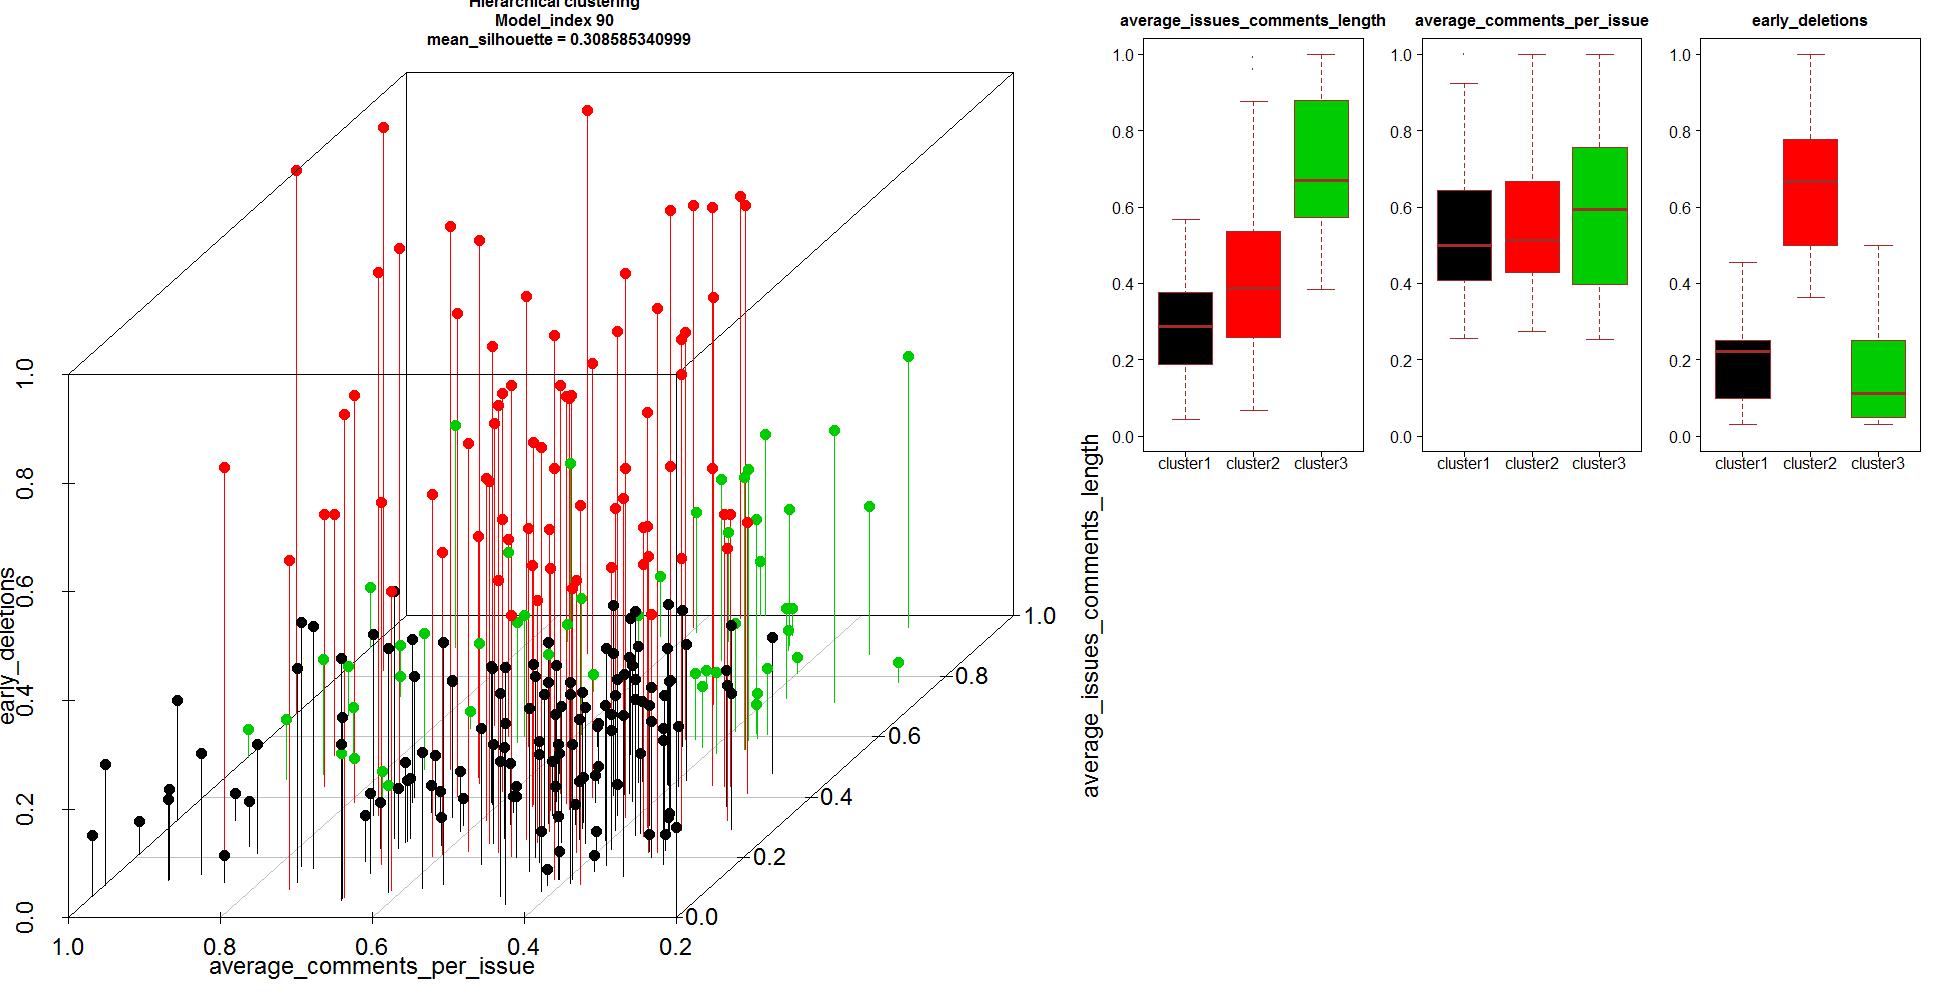 Hierarchical clustering
Model_index 90
mean_silhouette = 0.308585340999
1.0
0.8
0.6
0.4
0.2
0.0
early_deletions
1.0
0.8
0.6
0.4
0.2
average_comments_per_issue
0.0
0.2
0.4
0.6
0.8
1.0
average_issues_comments_length
average_issues_comments_length
1.0
0.8
0.6
0.4
0.2
0.0
cluster1 cluster2 cluster3
average_comments_per_issue
1.0
0.8
0.6
0.4
0.2
0.0
cluster1 cluster2 cluster3
early_deletions
1.0
0.8
0.6
0.4
0.2
0.0
cluster1 cluster2 cluster3